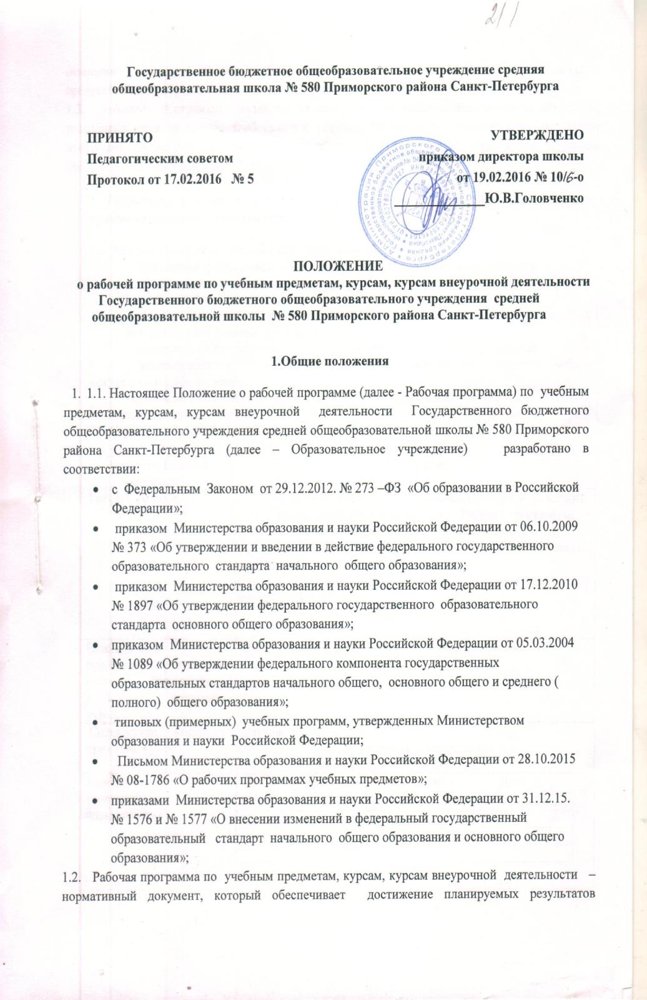 211
Государственное бюджетное общеобразовательное учреждение средняя
общеобразовательная школа № 580 Приморского района Санкт-Петербурга
ПРИНЯТО
Педагогическим советом
Протокол от 17.02.2016 № 5
УТВЕРЖДЕНО
приказом директора школы
от 19.02.2016 № 10/6-о
Ю.В.Головченко
ПОЛОЖЕНИЕ
о рабочей программе по учебным предметам, курсам, курсам внеурочной деятельности
Государственного бюджетного общеобразовательного учреждения средней
общеобразовательной школы № 580 Приморского района Санкт-Петербурга
1.Общие положения
1. 1.1. Настоящее Положение о рабочей программе (далее - Рабочая программа) по учебным
предметам, курсам, курсам внеурочной деятельности Государственного бюджетного
общеобразовательного учреждения средней общеобразовательной школы № 580 Приморского
района Санкт-Петербурга (далее – Образовательное учреждение) разработано в
соответствии:
• с Федеральным Законом от 29.12.2012. № 273 –ФЗ «Об образовании в Российской
Федерации»;
• приказом Министерства образования и науки Российской Федерации от 06.10.2009
№ 373 «Об утверждении и введении в действие федерального государственного
образовательного стандарта начального общего образования»;
• приказом Министерства образования и науки Российской Федерации от 17.12.2010
№ 1897 «Об утверждении федерального государственного образовательного
стандарта основного общего образования»;
• приказом Министерства образования и науки Российской Федерации от 05.03.2004
№ 1089 «Об утверждении федерального компонента государственных
образовательных стандартов начального общего, основного общего и среднего (
полного) общего образования»;
• типовых (примерных) учебных программ, утвержденных Министерством
образования и науки Российской Федерации;
• Письмом Министерства образования и науки Российской Федерации от 28.10.2015
№ 08-1786 «О рабочих программах учебных предметов»;
• приказами Министерства образования и науки Российской Федерации от 31.12.15.
№ 1576 и № 1577 «О внесении изменений в федеральный государственный
образовательный стандарт начального общего образования и основного общего
образования»;
1.2. Рабочая программа по учебным предметам, курсам, курсам внеурочной деятельности –
нормативный документ, который обеспечивает достижение планируемых результатов